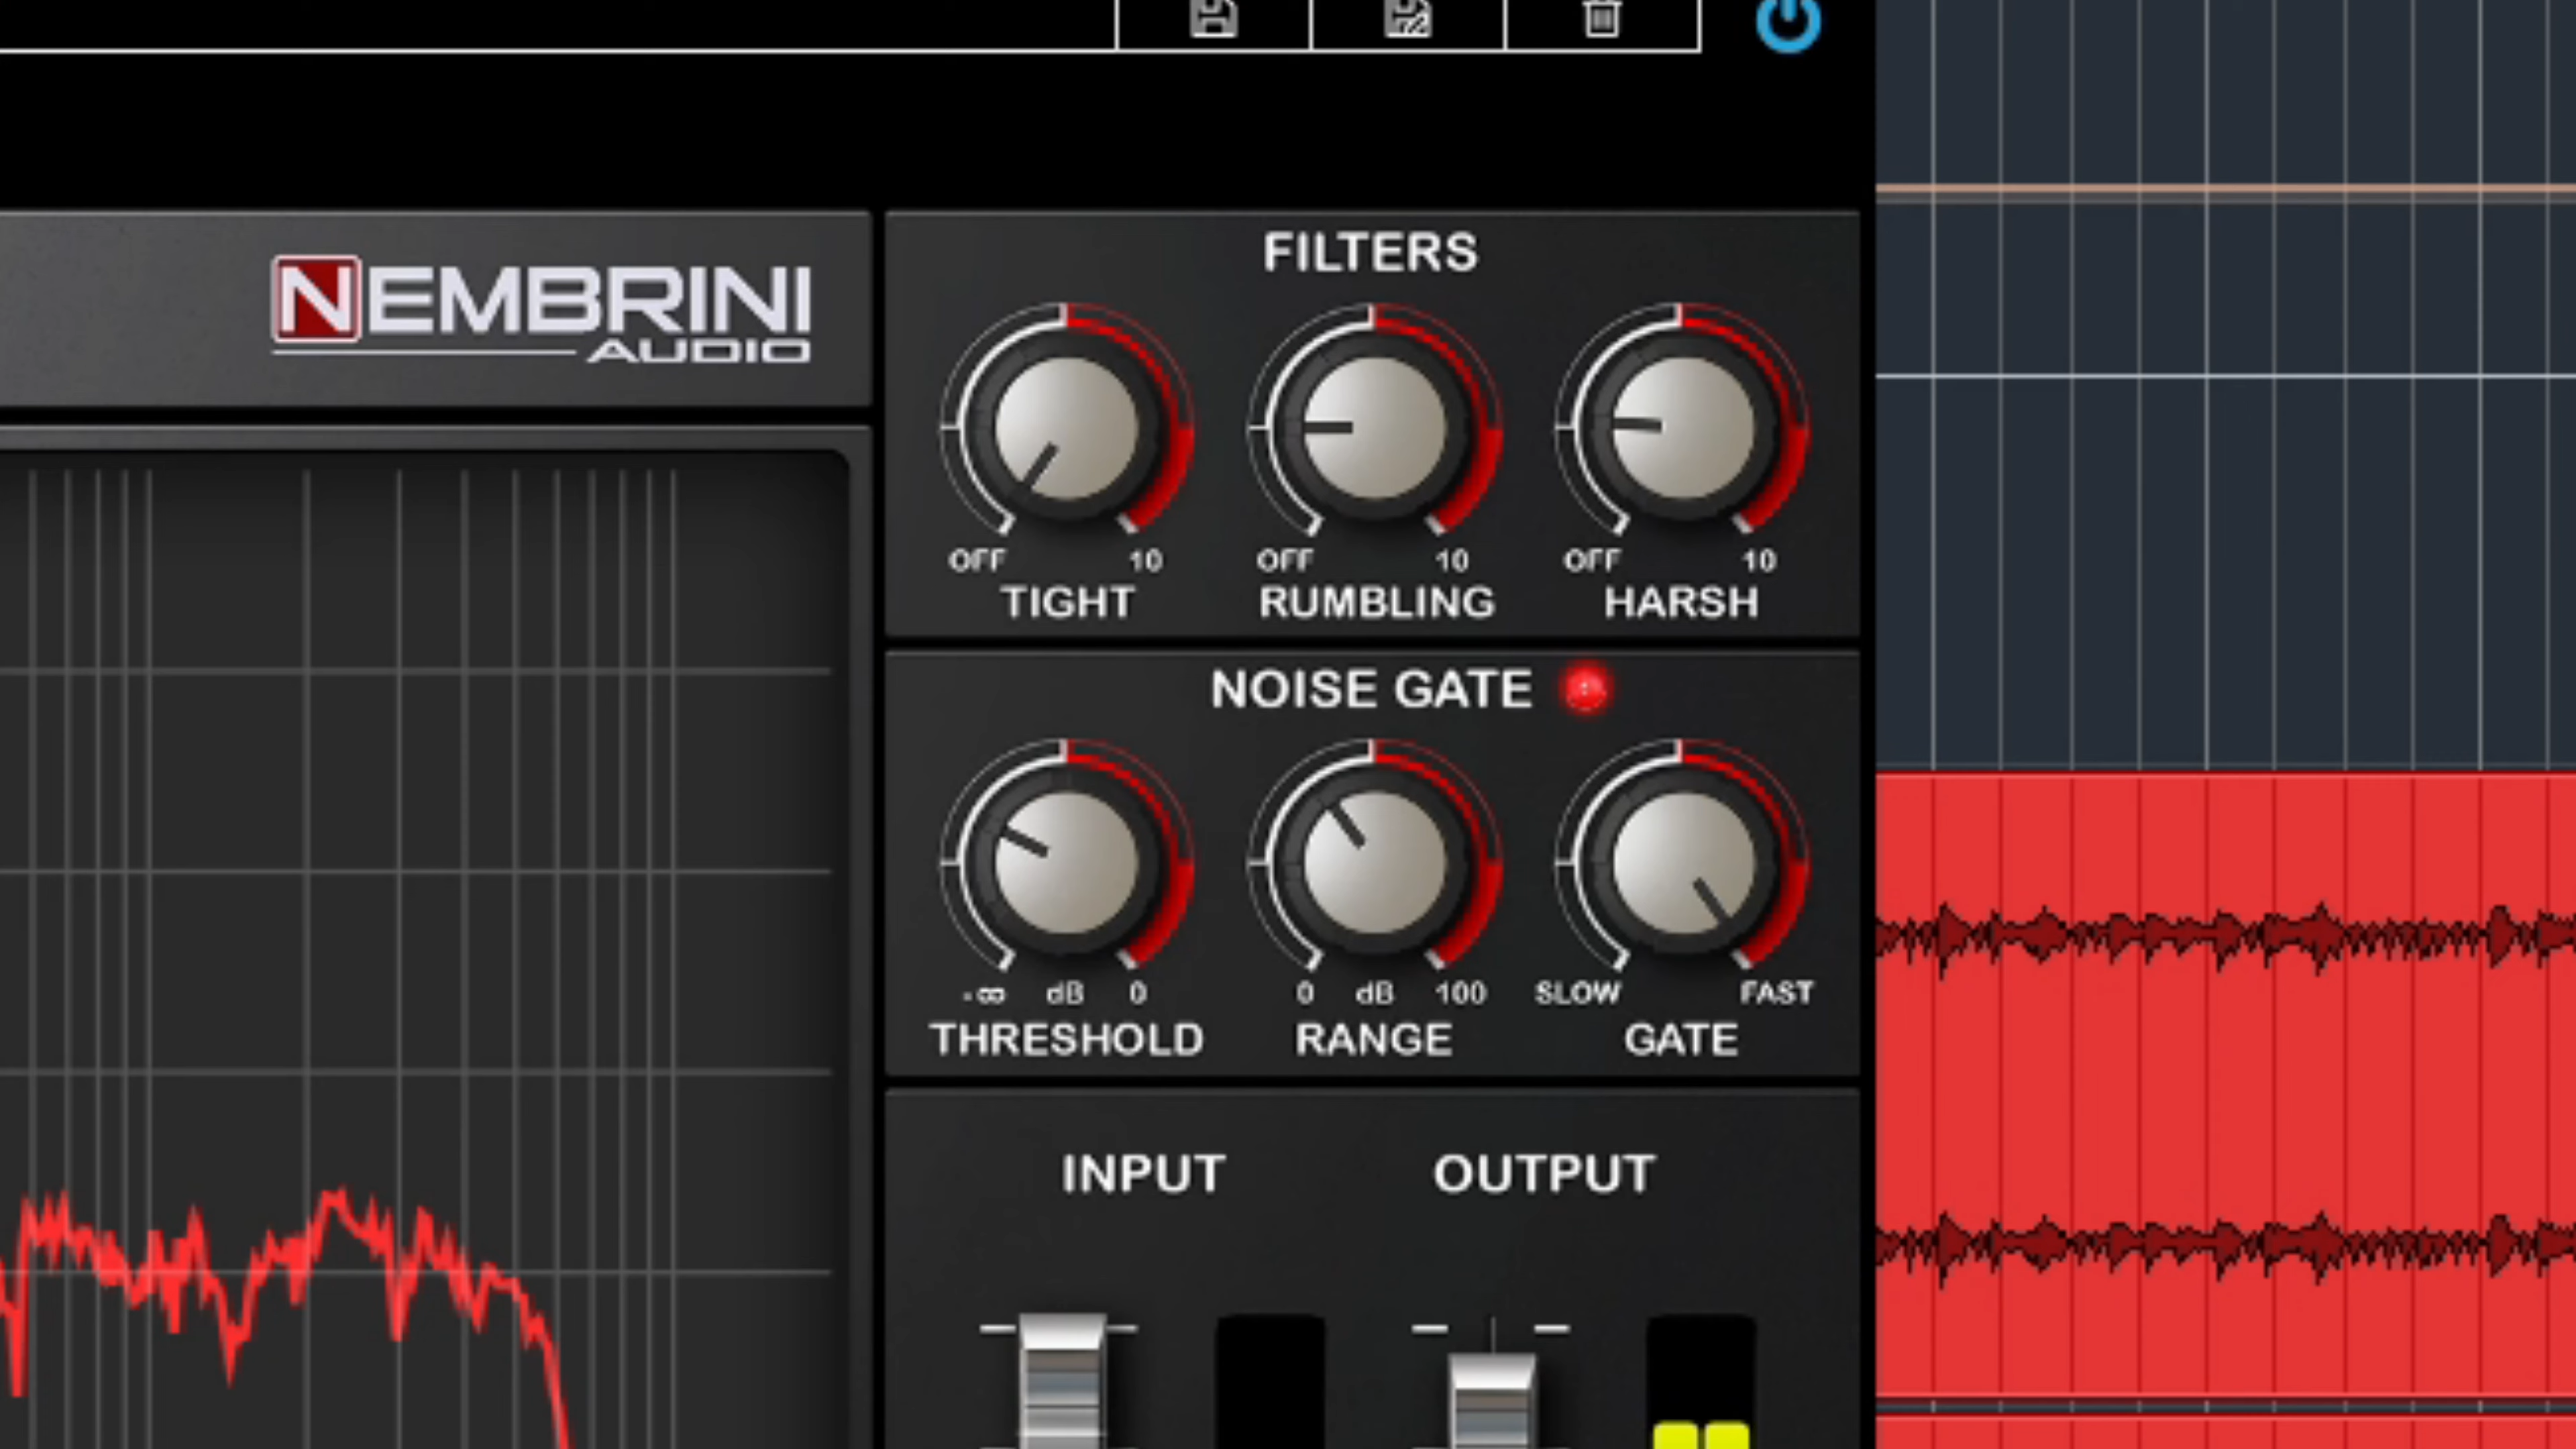 NEMBRINI
AUDIO
FILTERS
OFF 10 OFF 10 OFF 10
TIGHT RUMBLING HARSH
NOISE GATE
-∞ dB 0 0 dB 100 SLOW FAST
THRESHOLD RANGE GATE
INPUT OUTPUT